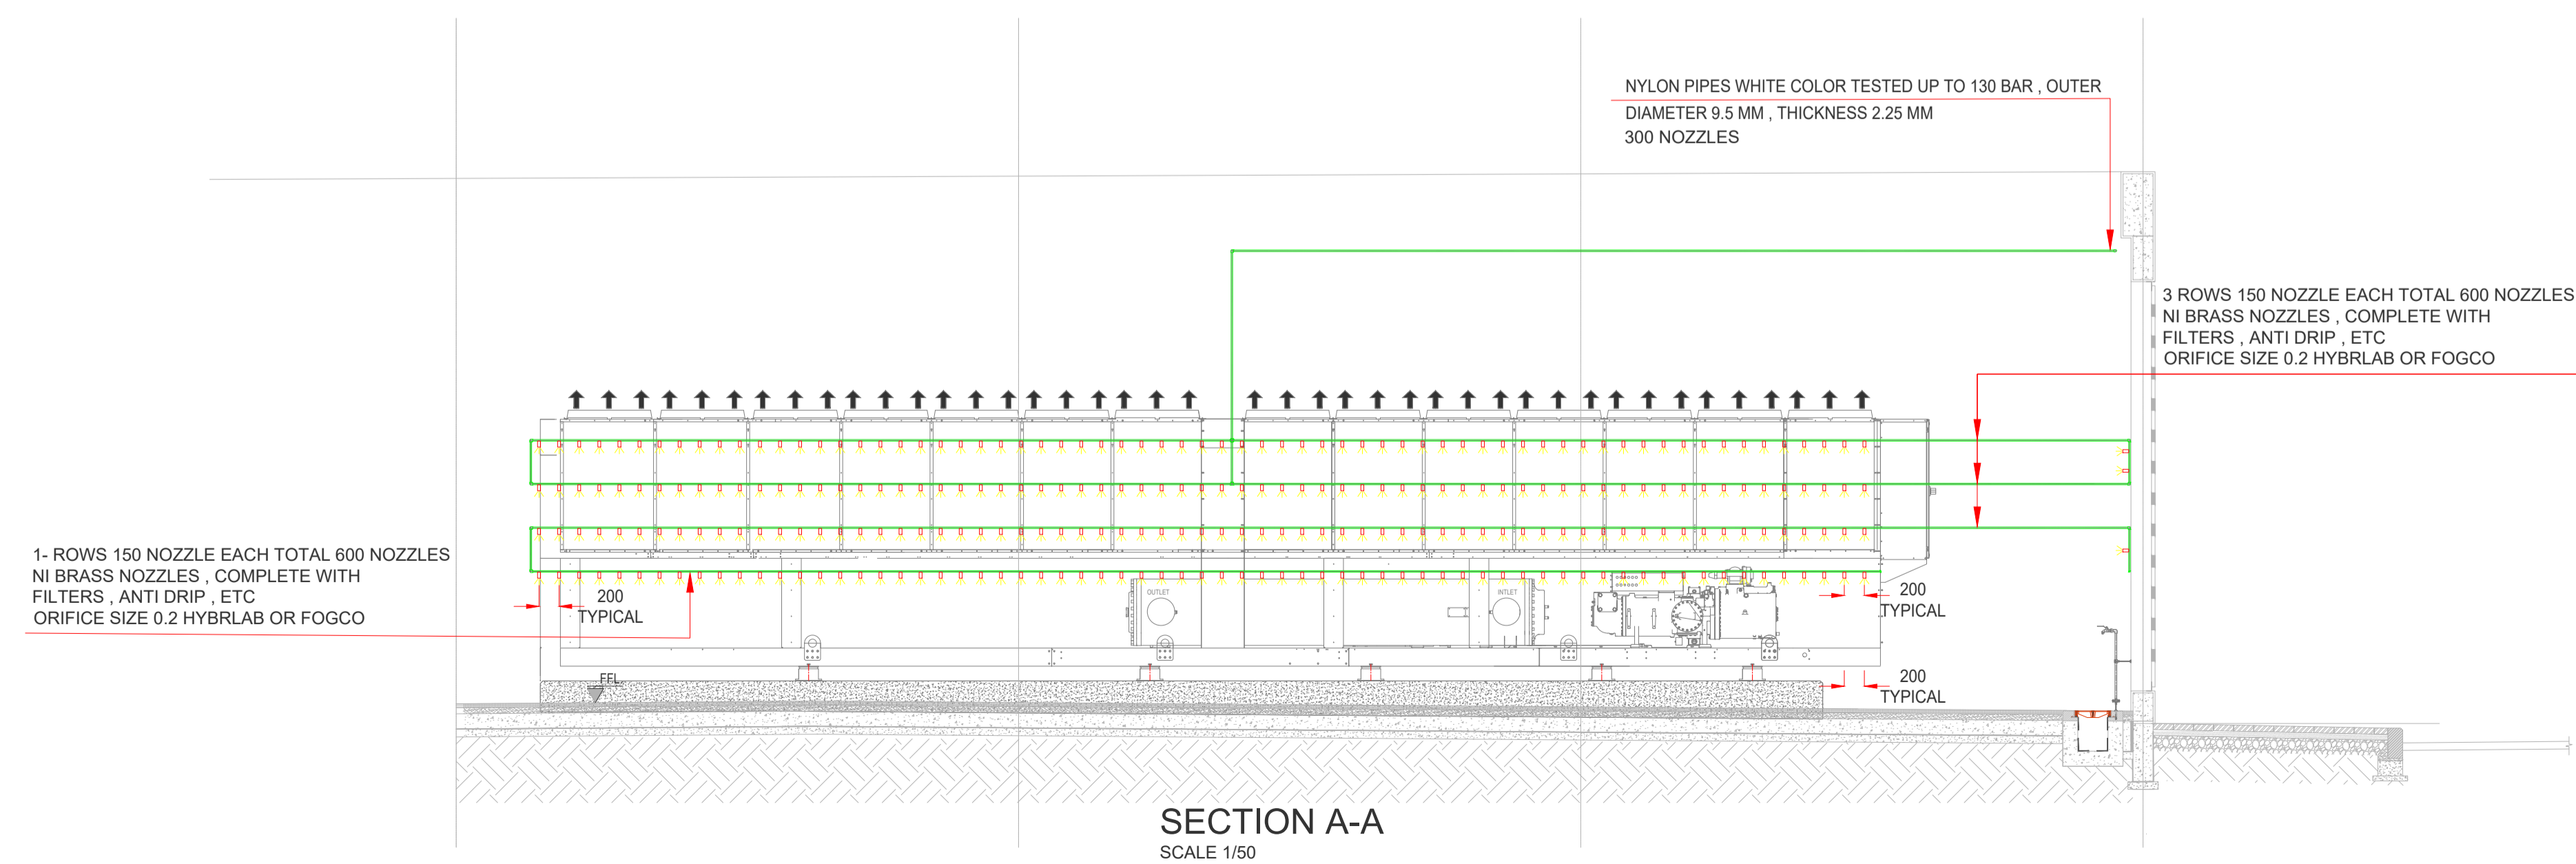 NYLON PIPES WHITE COLOR TESTED UP TO 130 BAR , OUTER
DIAMETER 9.5 MM , THICKNESS 2.25 MM
300 NOZZLES
3 ROWS 150 NOZZLE EACH TOTAL 600 NOZZLES
NI BRASS NOZZLES , COMPLETE WITH
FILTERS , ANTI DRIP , ETC
ORIFICE SIZE 0.2 HYBRLAB OR FOGCO
1- ROWS 150 NOZZLE EACH TOTAL 600 NOZZLES
NI BRASS NOZZLES , COMPLETE WITH
FILTERS , ANTI DRIP , ETC
ORIFICE SIZE 0.2 HYBRLAB OR FOGCO
200
TYPICAL
OUTLET
INTLET
200
TYPICAL
FFL
200
TYPICAL
SECTION A-A
SCALE 1/50